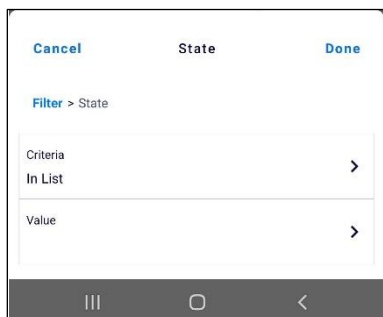 Cancel State Done
Filter > State
Criteria
In List
Value